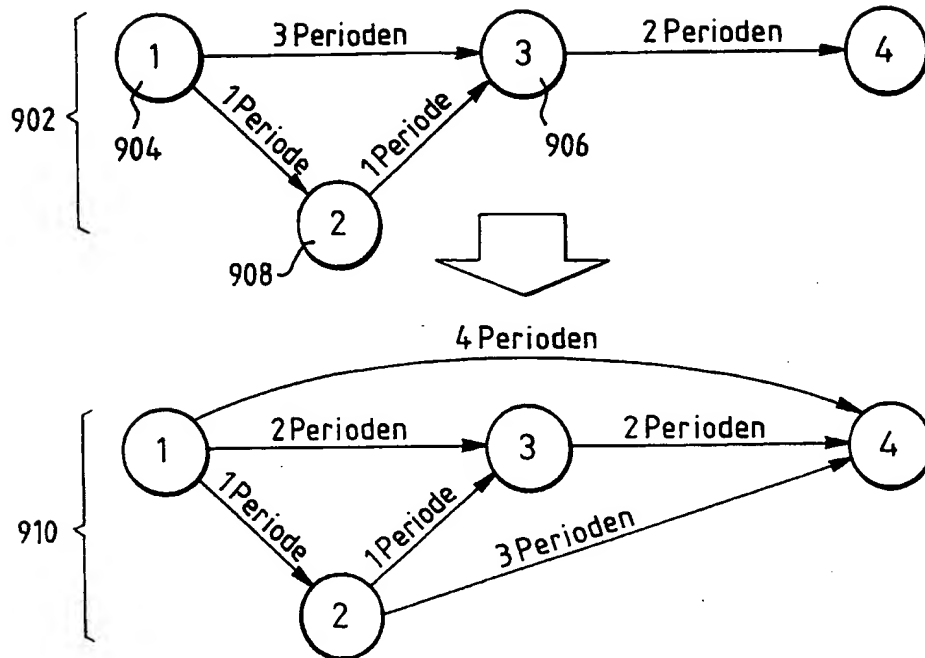 1
3 Perioden
3
2 Perioden
4
902
904
1 Periode
1 Periode
906
2
908
4 Perioden
1
2 Perioden
3
2 Perioden
4
910
1 Periode
1 Periode
3 Perioden
2